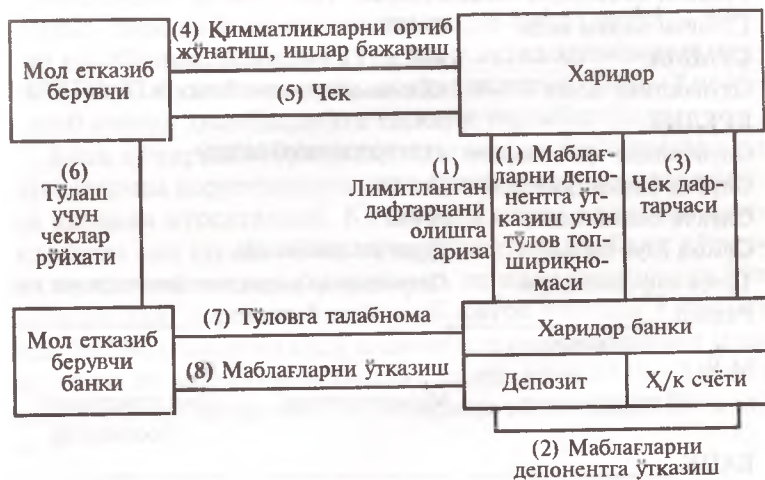 (4) Қимматликларни ортиб
жўнатиш, ишлар бажариш
Мол етказиб
берувчи
Харидор
(5) Чек
(6)
Тўлаш
учун
чеклар
рўйхати
(1)
Лимитланган
дафтарчани
олишга
ариза
(1) Маблағ-
ларни депо-
нентга ўт-
казиш учун
тўлов топ-
шириқно-
маси
(3)
Чек даф-
тарчаси
(7) Тўловга талабнома
Мол етказиб
берувчи
банки
Харидор банки
(8) Маблағларни ўтказиш
Депозит
Ҳ/к счёти
(2) Маблағларни
депонентга ўтказиш